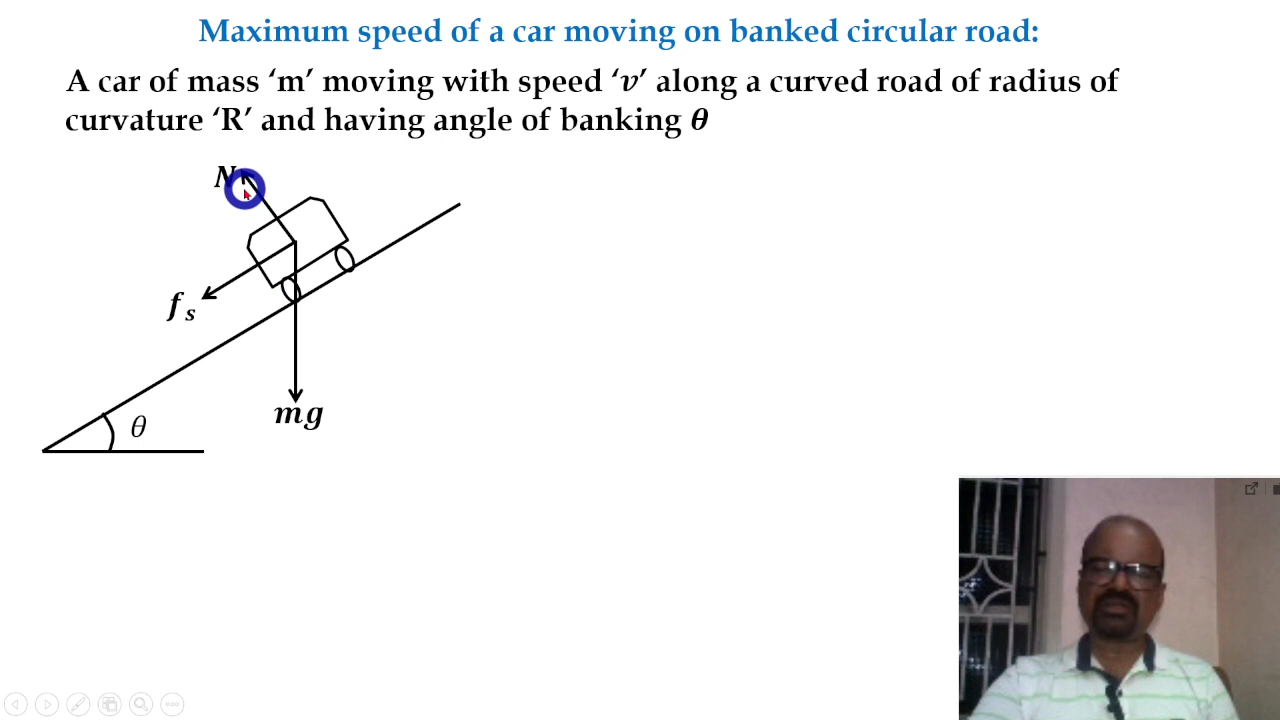 Maximum speed of a car moving on banked circular road:
A car of mass ‘m’ moving with speed ‘v’ along a curved road of radius of
curvature ‘R’ and having angle of banking θ
N
f s
mg
θ